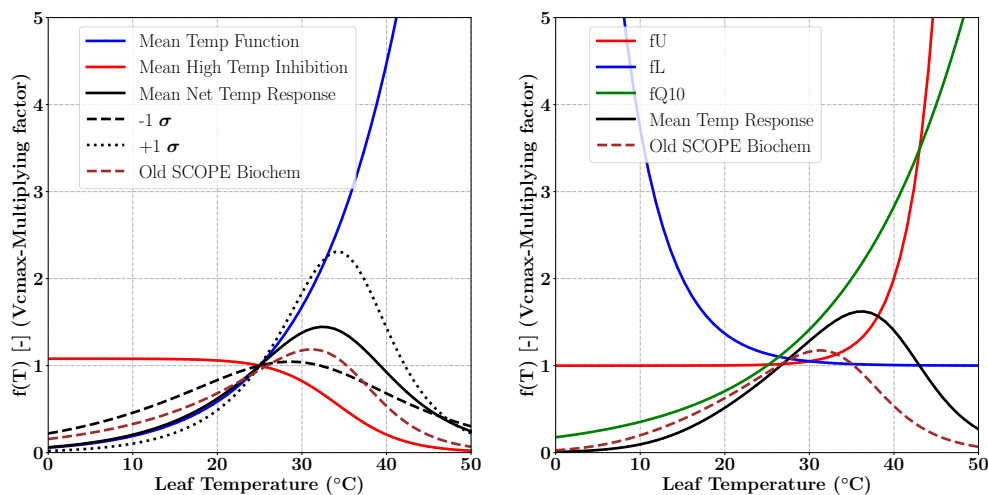 f(T) [-] (Vcmax-Multiplying factor)
5
4
3
2
1
0
Mean Temp Function
Mean High Temp Inhibition
Mean Net Temp Response
-1 σ
+1 σ
Old SCOPE Biochem
0 10 20 30 40 50
Leaf Temperature (°C)
f(T) [-] (Vcmax-Multiplying factor)
5
4
3
2
1
0
fU
fL
fQ10
Mean Temp Response
Old SCOPE Biochem
0 10 20 30 40 50
Leaf Temperature (°C)